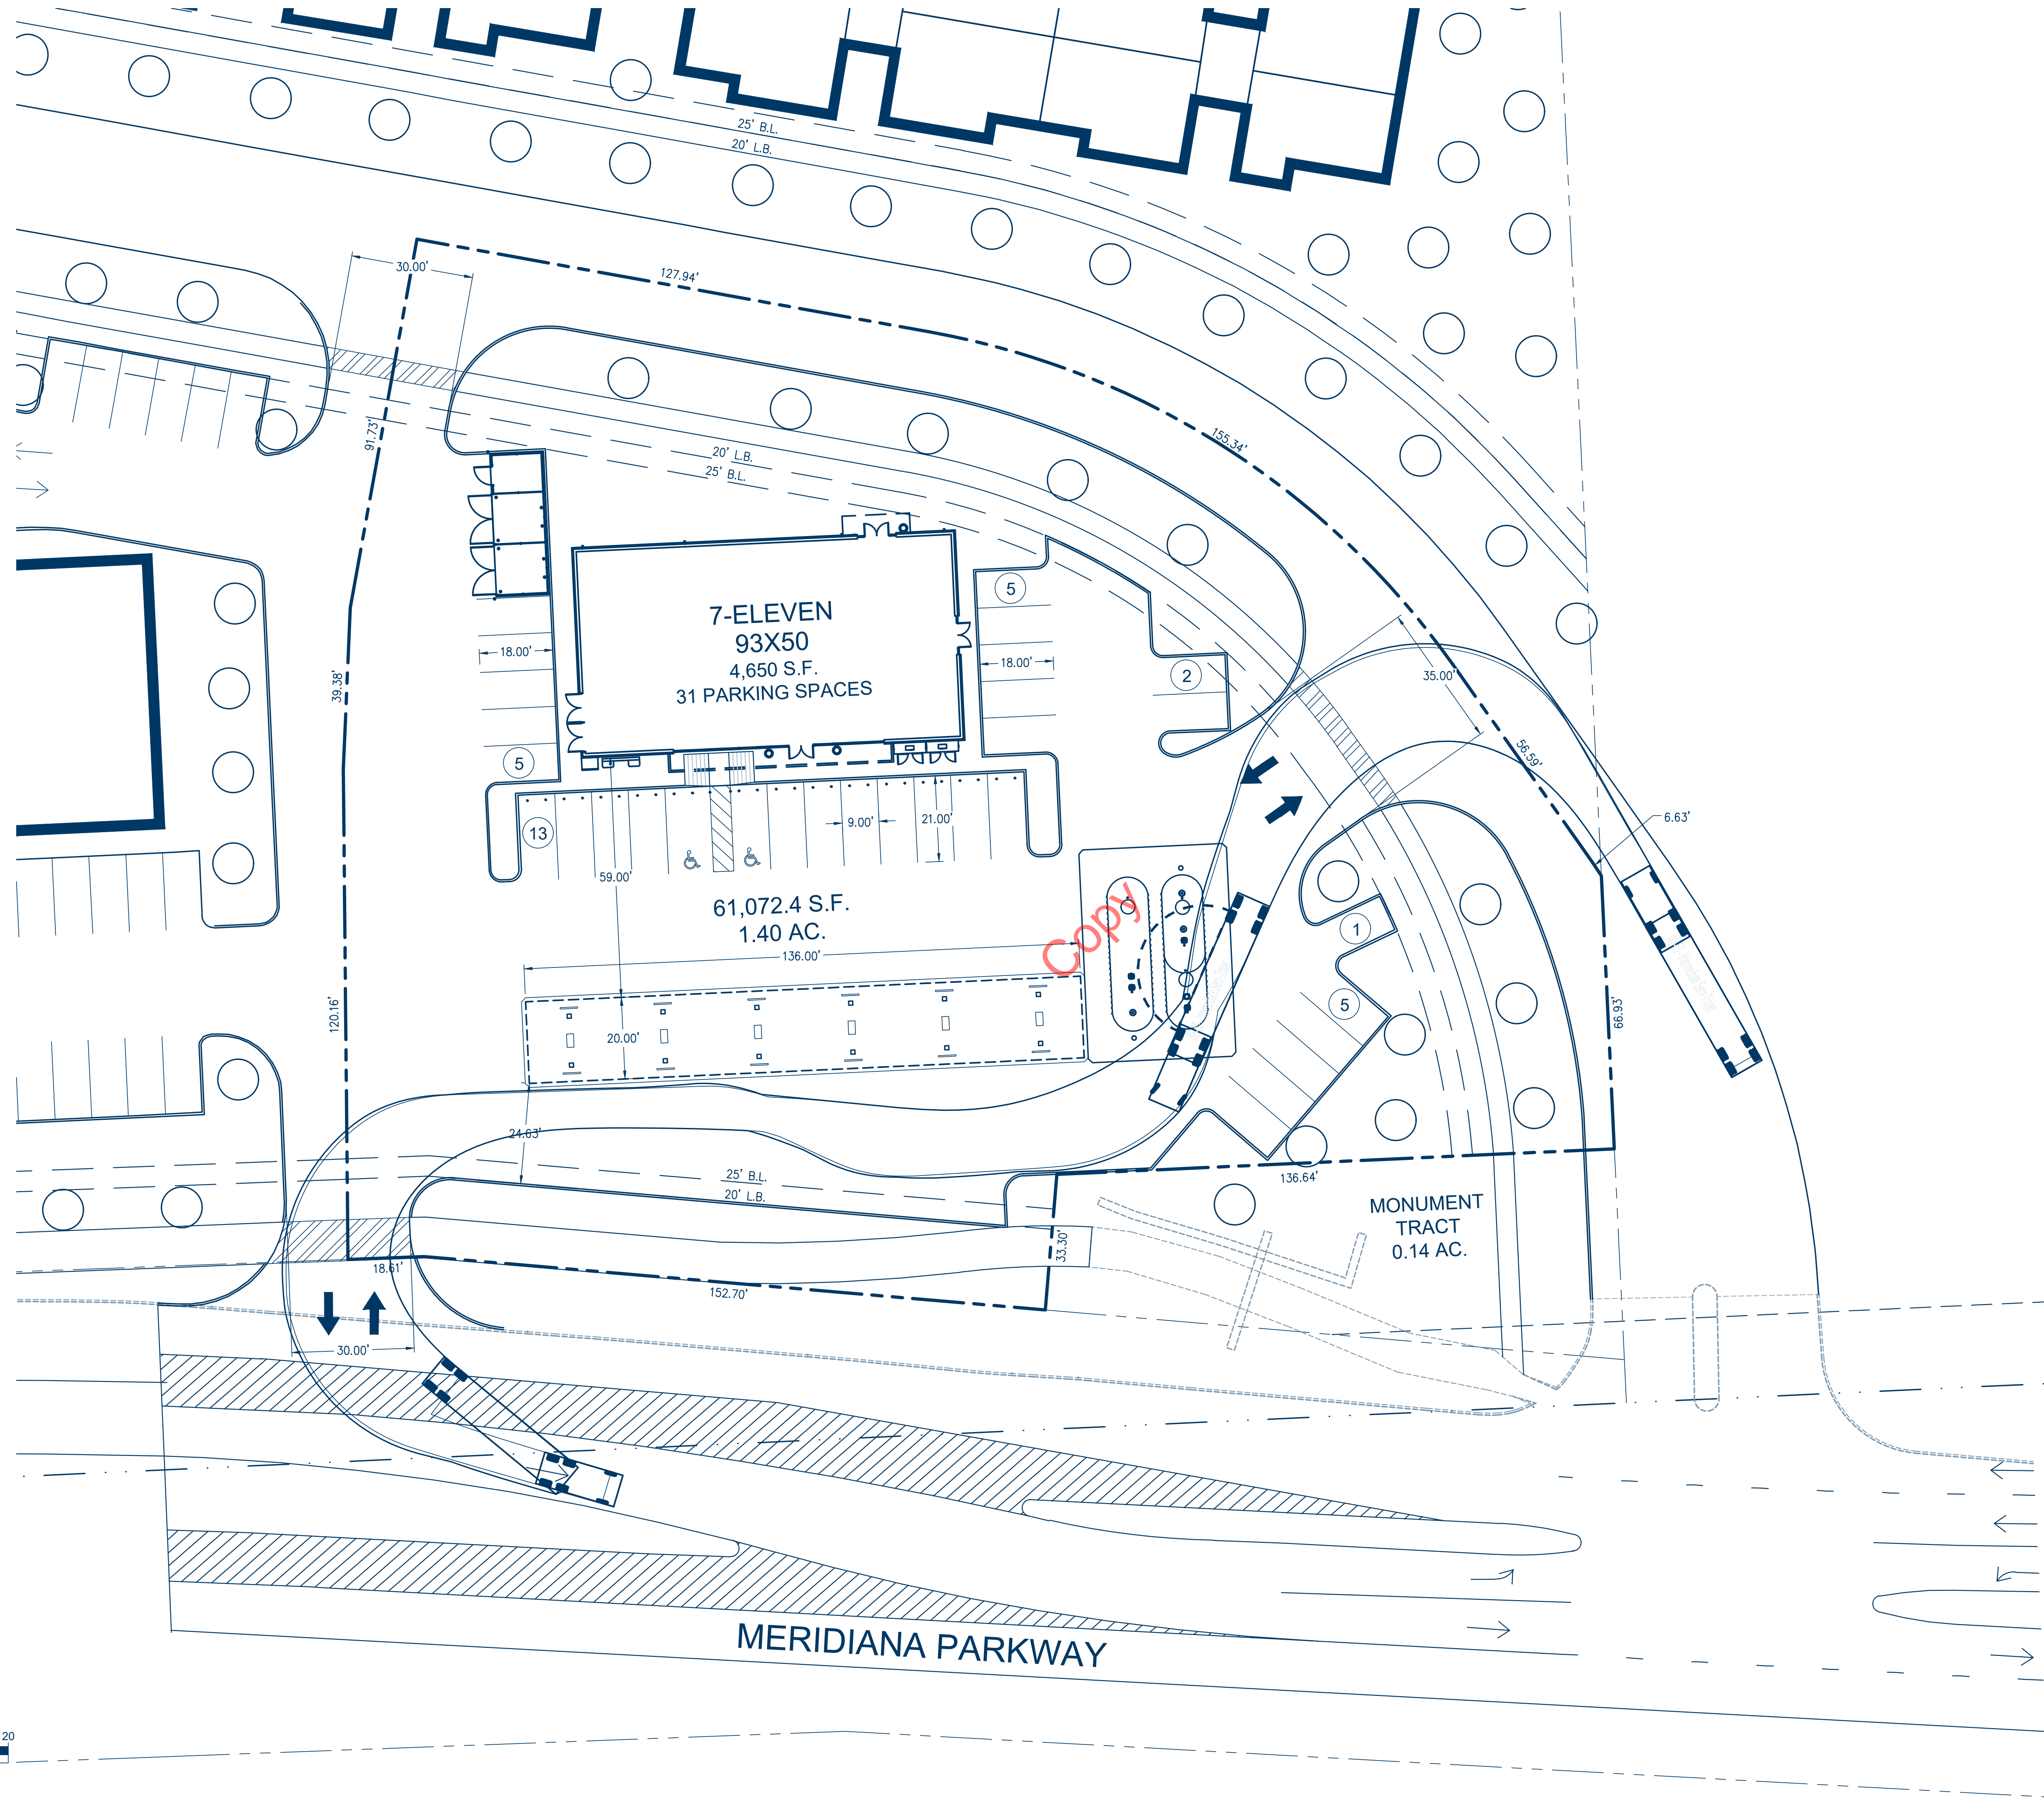 25' B.L.
20' L.B.
30.00'
127.94'
91.73'
155.34'
20' L.B.
25' B.L.
7-ELEVEN
93X50
4,650 S.F.
31 PARKING SPACES
5
18.00'
18.00'
2
35.00'
39.38'
5
56.59'
6.63'
13
9.00'
21.00'
59.00'
61,072.4 S.F.
1.40 AC.
Copy
1
136.00'
5
120.16'
20.00'
66.93'
24.63'
25' B.L.
20' L.B.
136.64'
MONUMENT
TRACT
0.14 AC.
33.30'
18.61'
152.70'
30.00'
MERIDIANA PARKWAY
20